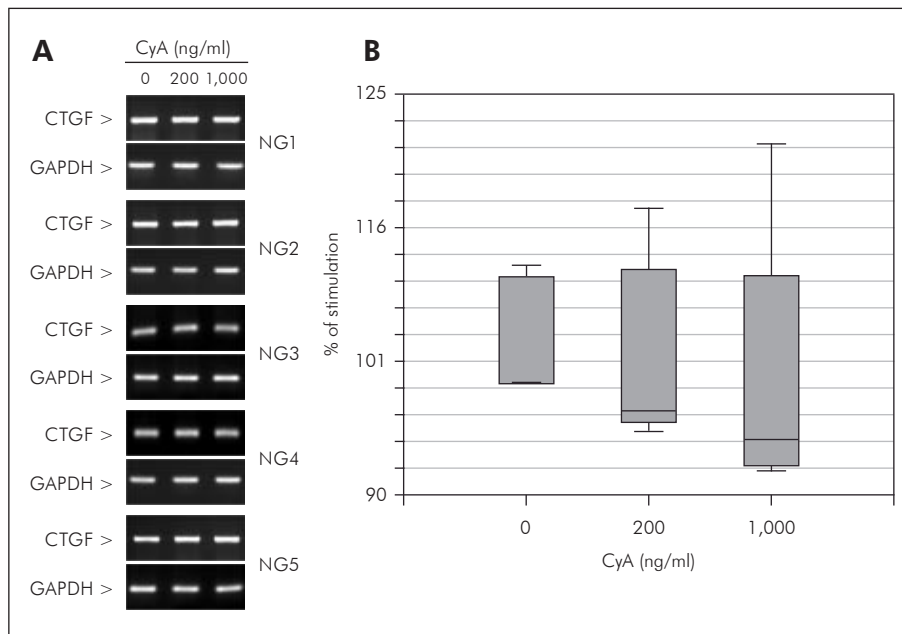 A
CyA (ng/ml)
0 200 1,000
CTGF >
NG1
GAPDH >
CTGF >
NG2
GAPDH >
CTGF >
NG3
GAPDH >
CTGF >
NG4
GAPDH >
CTGF >
NG5
GAPDH >
B
125
116
101
90
% of stimulation
0 200 1,000
CyA (ng/ml)